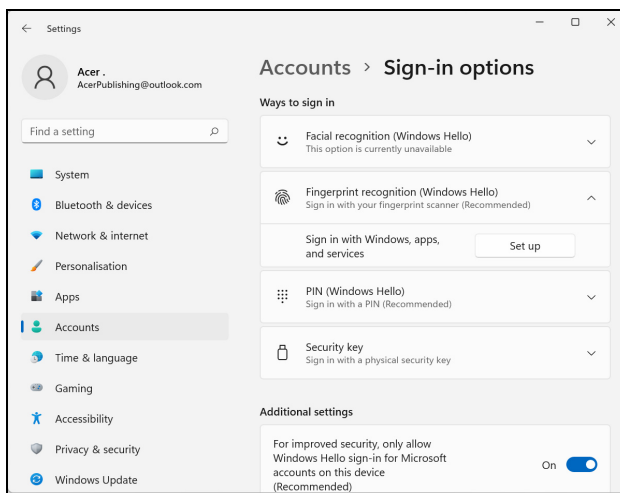 Settings
Acer .
AcerPublishing@outlook.com
Find a setting
System
Bluetooth & devices
Network & internet
Personalisation
Apps
Accounts
Time & language
Gaming
Accessibility
Privacy & security
Windows Update
Accounts > Sign-in options
Ways to sign in
Facial recognition (Windows Hello)
This option is currently unavailable
Fingerprint recognition (Windows Hello)
Sign in with your fingerprint scanner (Recommended)
Sign in with Windows, apps,
and services
Set up
PIN (Windows Hello)
Sign in with a PIN (Recommended)
Security key
Sign in with a physical security key
Additional settings
For improved security, only allow
Windows Hello sign-in for Microsoft
accounts on this device
(Recommended)
On